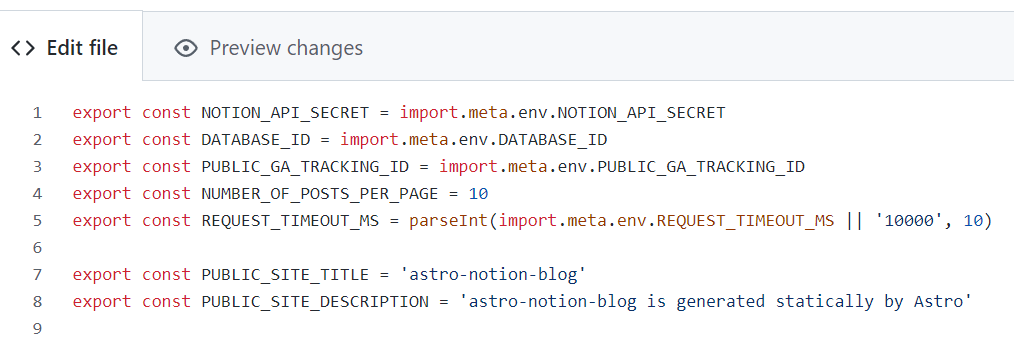 <> Edit file Preview changes
1 export const NOTION_API_SECRET = import.meta.env.NOTION_API_SECRET
2 export const DATABASE_ID = import.meta.env.DATABASE_ID
3 export const PUBLIC_GA_TRACKING_ID = import.meta.env.PUBLIC_GA_TRACKING_ID
4 export const NUMBER_OF_POSTS_PER_PAGE = 10
5 export const REQUEST_TIMEOUT_MS = parseInt(import.meta.env.REQUEST_TIMEOUT_MS || '10000', 10)
6
7 export const PUBLIC_SITE_TITLE = 'astro-notion-blog'
8 export const PUBLIC_SITE_DESCRIPTION = 'astro-notion-blog is generated statically by Astro'
9